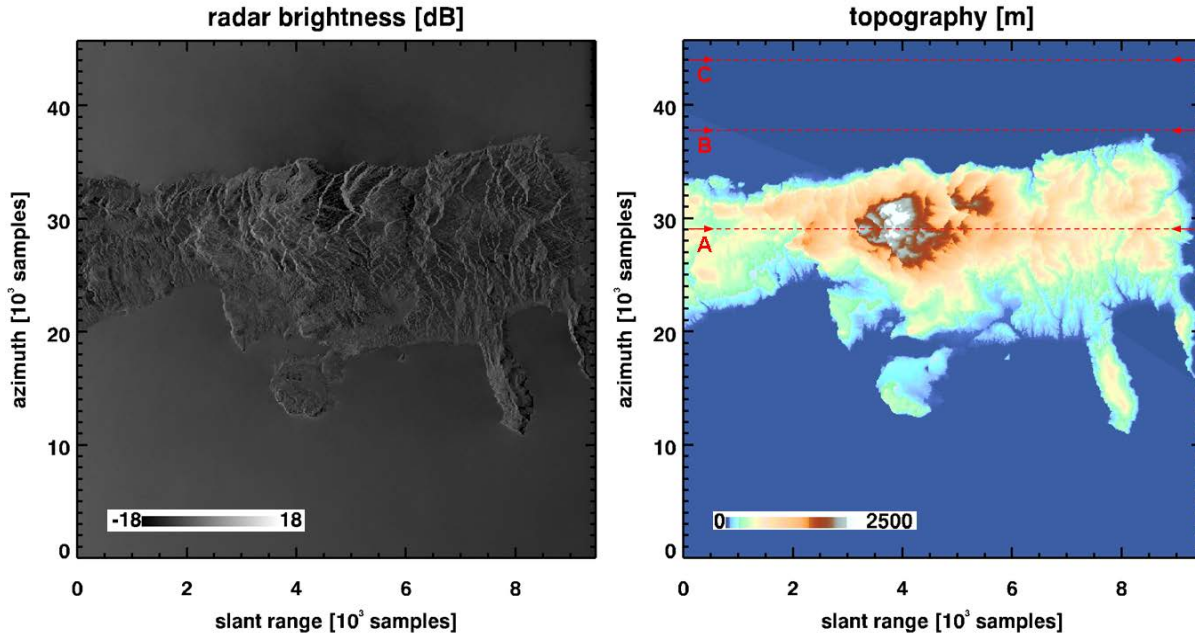 radar brightness [dB]
azimuth [10³ samples]
40
30
20
10
0
-18 18
0 2 4 6 8
slant range [10³ samples]
topography [m]
azimuth [10³ samples]
40
30
20
10
0
C
B
A
0 2500
0 2 4 6 8
slant range [10³ samples]